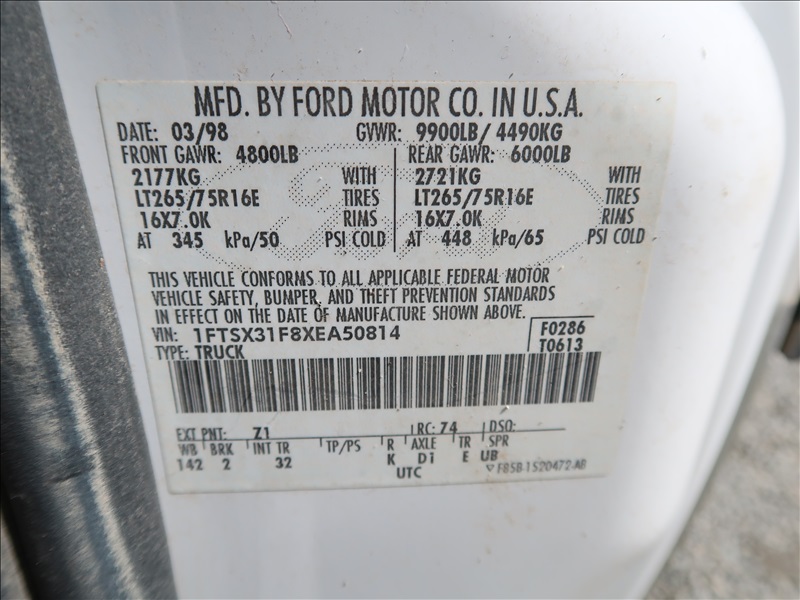 MFD. BY FORD MOTOR CO. IN U.S.A.
DATE: 03/98 GVWR: 9900LB/ 4490KG
FRONT GAWR: 4800LB REAR GAWR: 6000LB
2177KG WITH 2721KG WITH
LT265/75R16E TIRES LT265/75R16E TIRES
16X7.0K RIMS 16X7.0K RIMS
AT 345 kPa/50 PSI COLD AT 448 kPa/65 PSI COLD
THIS VEHICLE CONFORMS TO ALL APPLICABLE FEDERAL MOTOR
VEHICLE SAFETY, BUMPER, AND THEFT PREVENTION STANDARDS
IN EFFECT ON THE DATE OF MANUFACTURE SHOWN ABOVE.
VIN: 1FTSX31F8XEA50814 F0286
TYPE: TRUCK T0613
EXT PNT: Z1 RC: 74 DSO:
WB BRK INT TR TP/PS R AXLE TR SPR
142 2 32 K D1 E UB
UTC ▽ F85B-1520472-AB